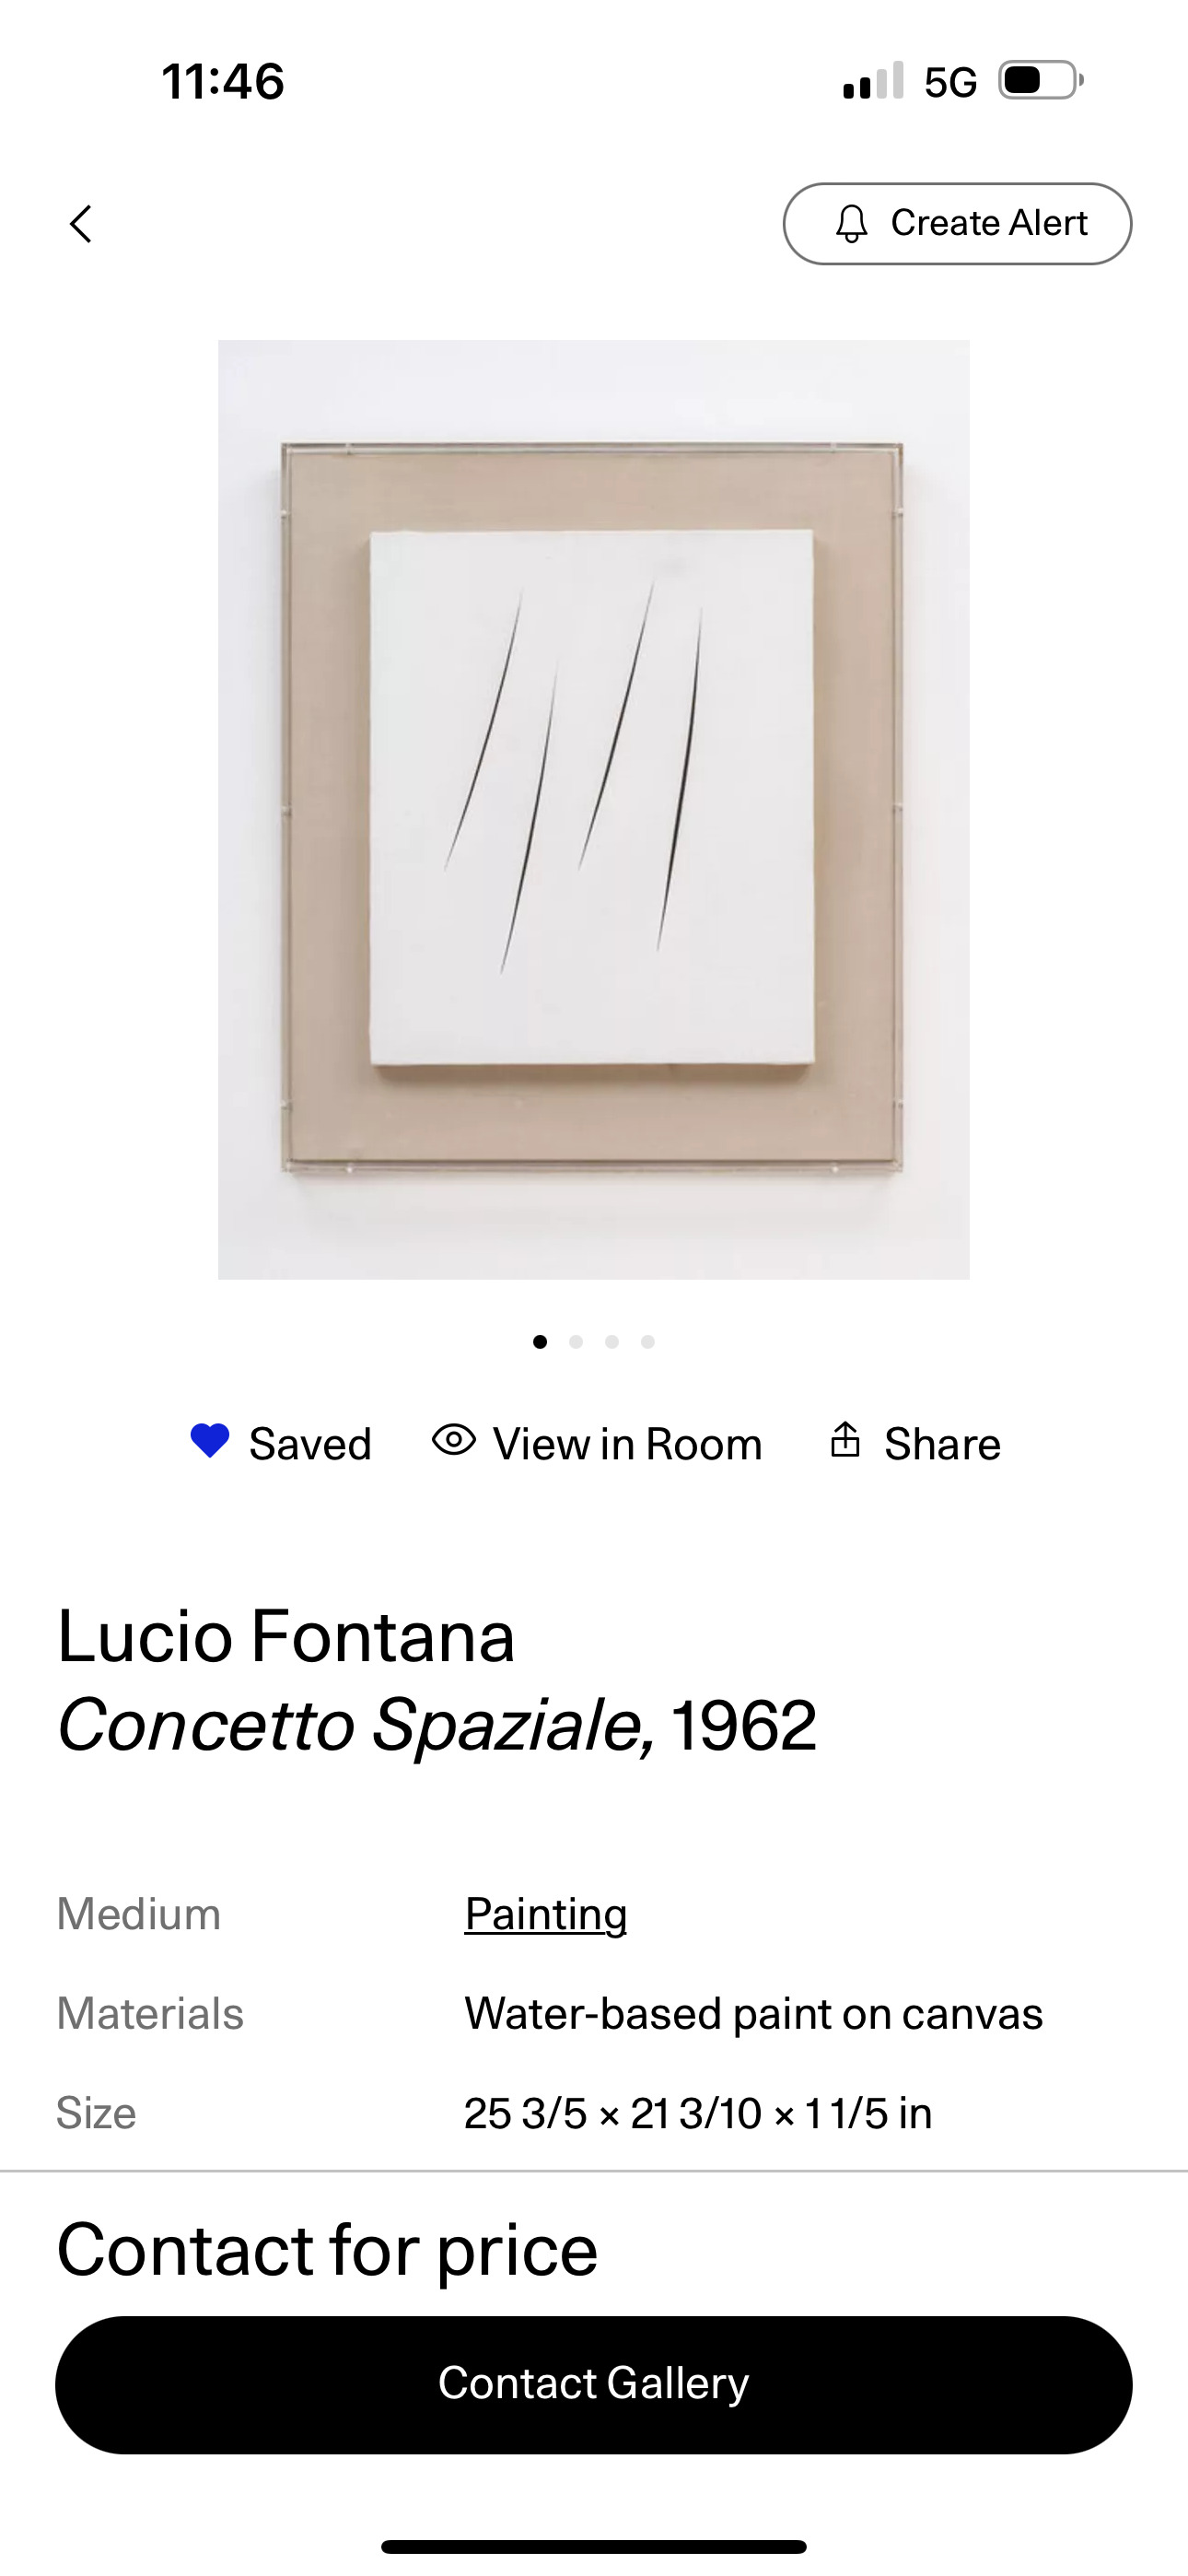 11:46
5G
Create Alert
Saved
View in Room
Share
Lucio Fontana
Concetto Spaziale, 1962
Medium
Painting
Materials
Water-based paint on canvas
Size
25 3/5 × 21 3/10 × 1 1/5 in
Contact for price
Contact Gallery